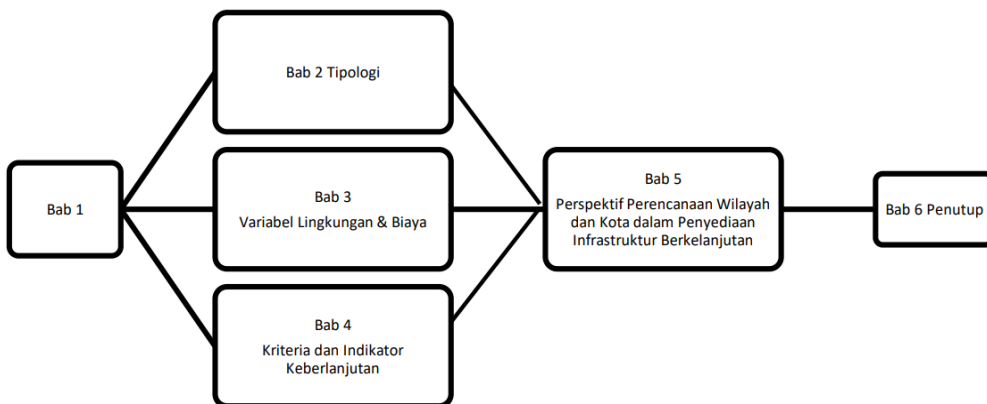 Bab 1
Bab 2 Tipologi
Bab 3
Variabel Lingkungan & Biaya
Bab 4
Kriteria dan Indikator
Keberlanjutan
Bab 5
Perspektif Perencanaan Wilayah
dan Kota dalam Penyediaan
Infrastruktur Berkelanjutan
Bab 6 Penutup